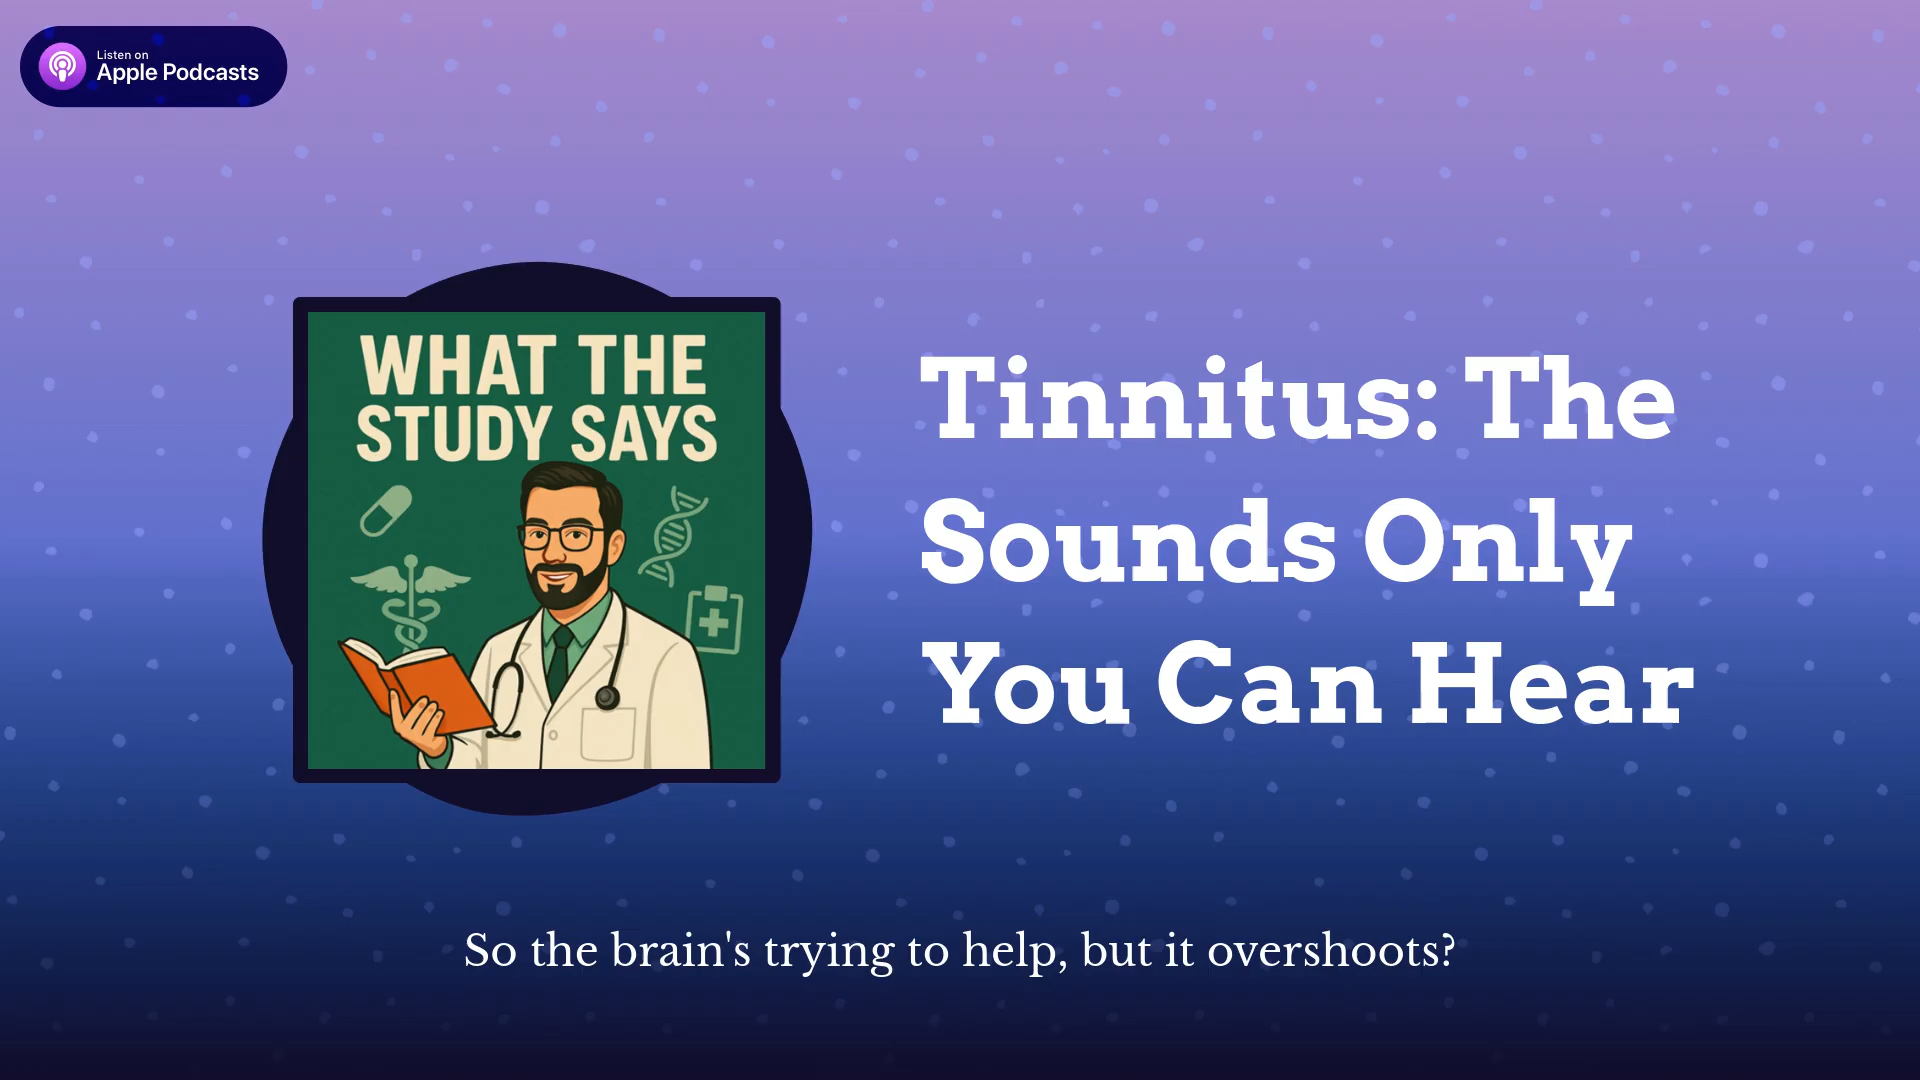 Listen on
Apple Podcasts
WHAT THE
STUDY SAYS
Tinnitus: The
Sounds Only
You Can Hear
So the brain's trying to help, but it overshoots?